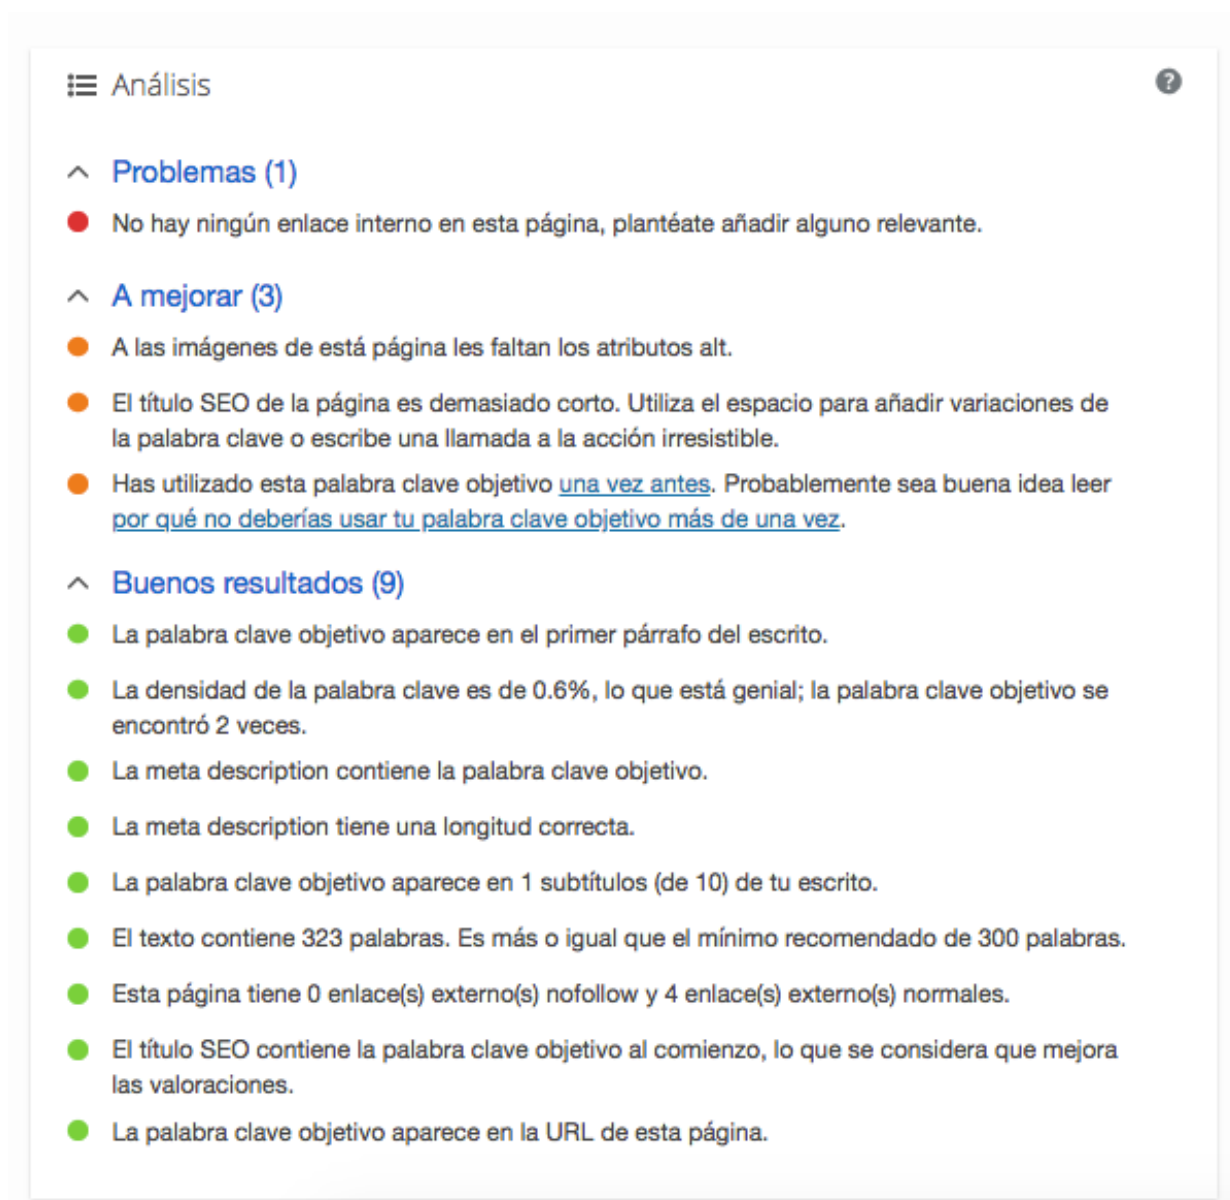 Análisis
Problemas (1)
No hay ningún enlace interno en esta página, plantéate añadir alguno relevante.
A mejorar (3)
A las imágenes de está página les faltan los atributos alt.
El título SEO de la página es demasiado corto. Utiliza el espacio para añadir variaciones de
la palabra clave o escribe una llamada a la acción irresistible.
Has utilizado esta palabra clave objetivo una vez antes. Probablemente sea buena idea leer
por qué no deberías usar tu palabra clave objetivo más de una vez.
Buenos resultados (9)
La palabra clave objetivo aparece en el primer párrafo del escrito.
La densidad de la palabra clave es de 0.6%, lo que está genial; la palabra clave objetivo se
encontró 2 veces.
La meta description contiene la palabra clave objetivo.
La meta description tiene una longitud correcta.
La palabra clave objetivo aparece en 1 subtítulos (de 10) de tu escrito.
El texto contiene 323 palabras. Es más o igual que el mínimo recomendado de 300 palabras.
Esta página tiene 0 enlace(s) externo(s) nofollow y 4 enlace(s) externo(s) normales.
El título SEO contiene la palabra clave objetivo al comienzo, lo que se considera que mejora
las valoraciones.
La palabra clave objetivo aparece en la URL de esta página.